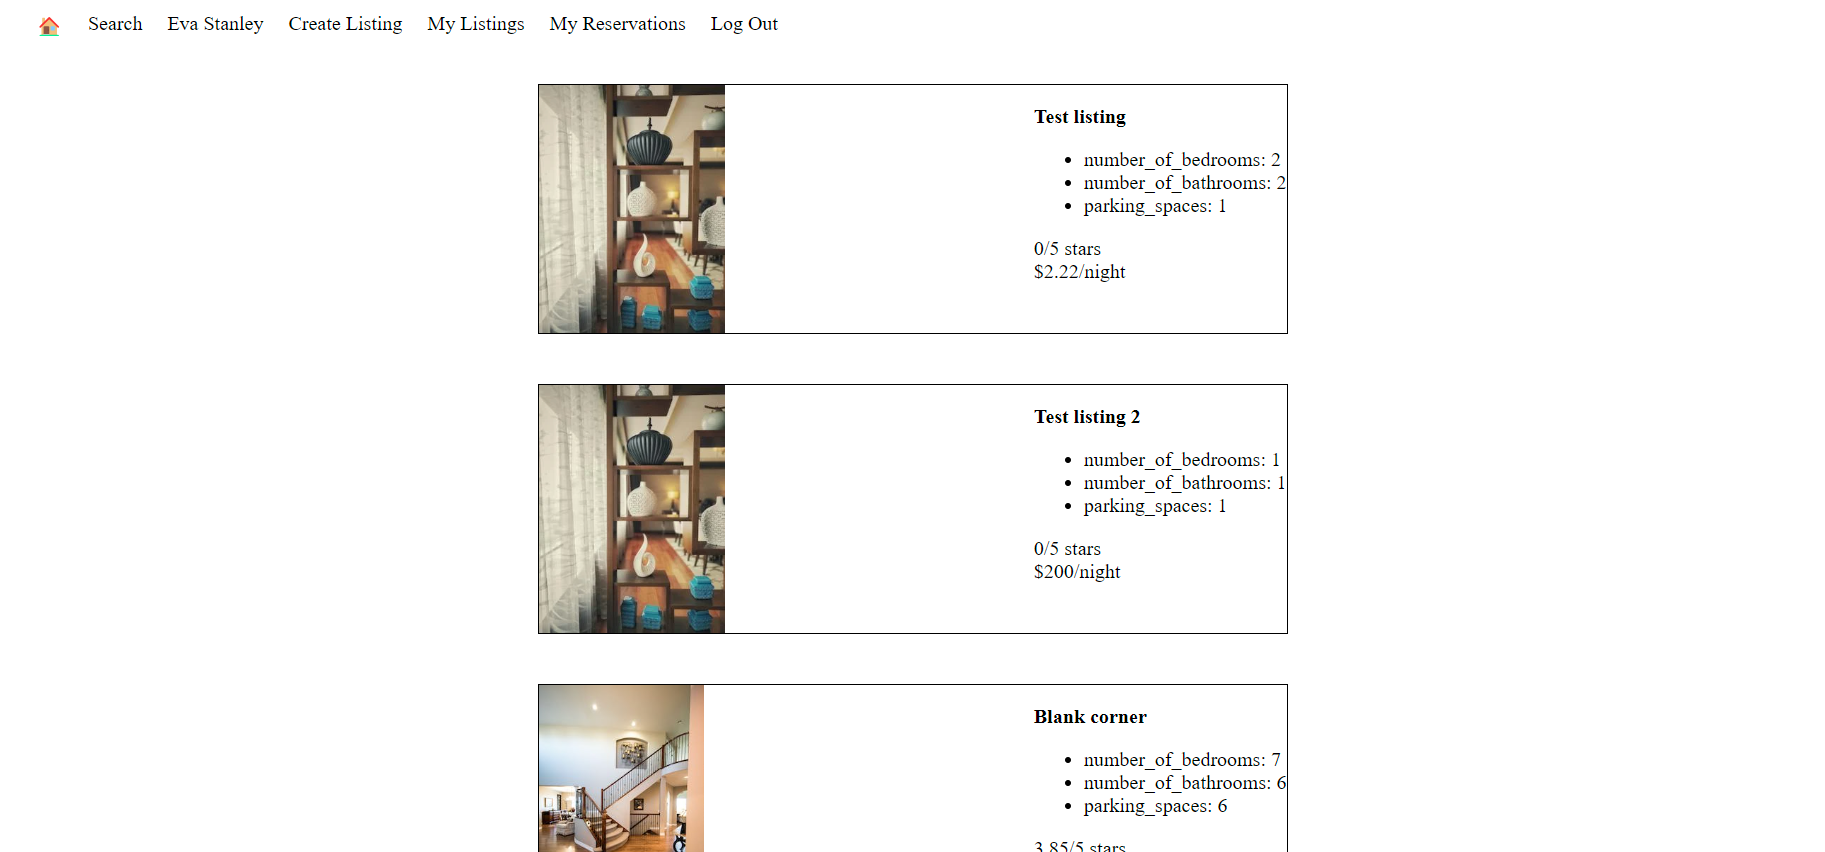 Search Eva Stanley Create Listing My Listings My Reservations Log Out
Test listing
number_of_bedrooms: 2
number_of_bathrooms: 2
parking_spaces: 1
0/5 stars
$2.22/night
Test listing 2
number_of_bedrooms: 1
number_of_bathrooms: 1
parking_spaces: 1
0/5 stars
$200/night
Blank corner
number_of_bedrooms: 7
number_of_bathrooms: 6
parking_spaces: 6
3.85/5 stars